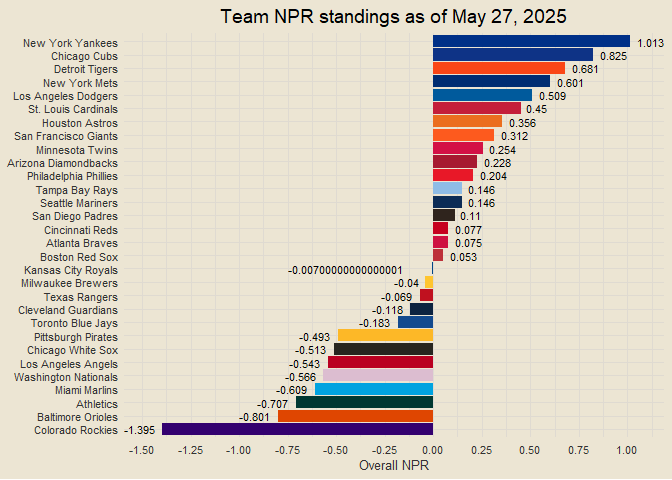 Team NPR standings as of May 27, 2025
New York Yankees 1.013
Chicago Cubs 0.825
Detroit Tigers 0.681
New York Mets 0.601
Los Angeles Dodgers 0.509
St. Louis Cardinals 0.45
Houston Astros 0.356
San Francisco Giants 0.312
Minnesota Twins 0.254
Arizona Diamondbacks 0.228
Philadelphia Phillies 0.204
Tampa Bay Rays 0.146
Seattle Mariners 0.146
San Diego Padres 0.11
Cincinnati Reds 0.077
Atlanta Braves 0.075
Boston Red Sox 0.053
Kansas City Royals -0.00700000000000001
Milwaukee Brewers -0.04
Texas Rangers -0.069
Cleveland Guardians -0.118
Toronto Blue Jays -0.183
Pittsburgh Pirates -0.493
Chicago White Sox -0.513
Los Angeles Angels -0.543
Washington Nationals -0.566
Miami Marlins -0.609
Athletics -0.707
Baltimore Orioles -0.801
Colorado Rockies -1.395
-1.50 -1.25 -1.00 -0.75 -0.50 -0.25 0.00 0.25 0.50 0.75 1.00
Overall NPR